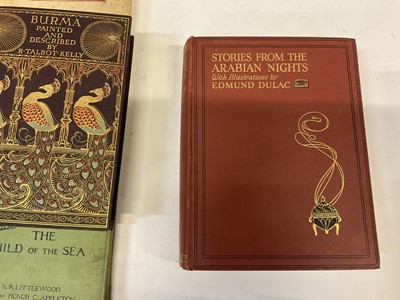 BURMA
PAINTED
AND
DESCRIBED
BY
R·TALBOT·KELLY
THE
HILD OF THE SEA
S·R·LITTLEWOOD
HONOR C. APPLETON
STORIES FROM THE
ARABIAN NIGHTS
With Illustrations by
EDMUND DULAC